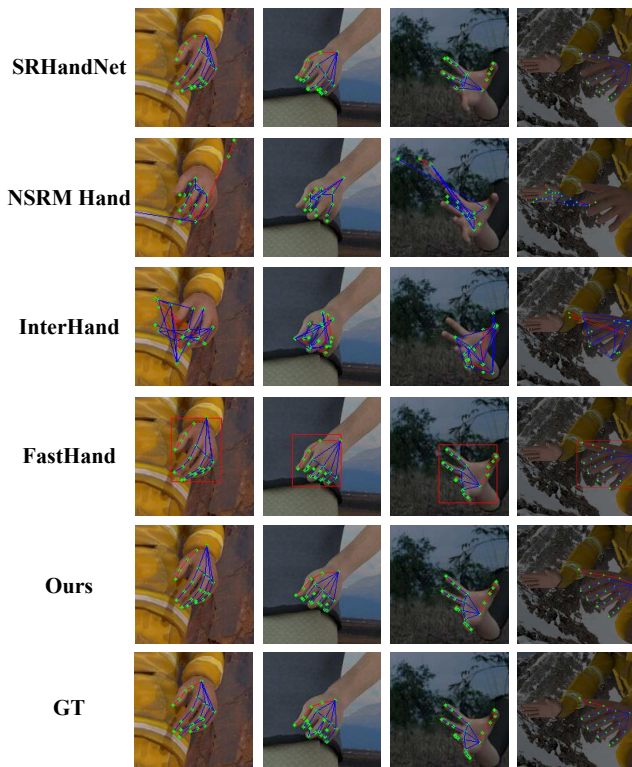 SRHandNet
NSRM Hand
InterHand
FastHand
Ours
GT